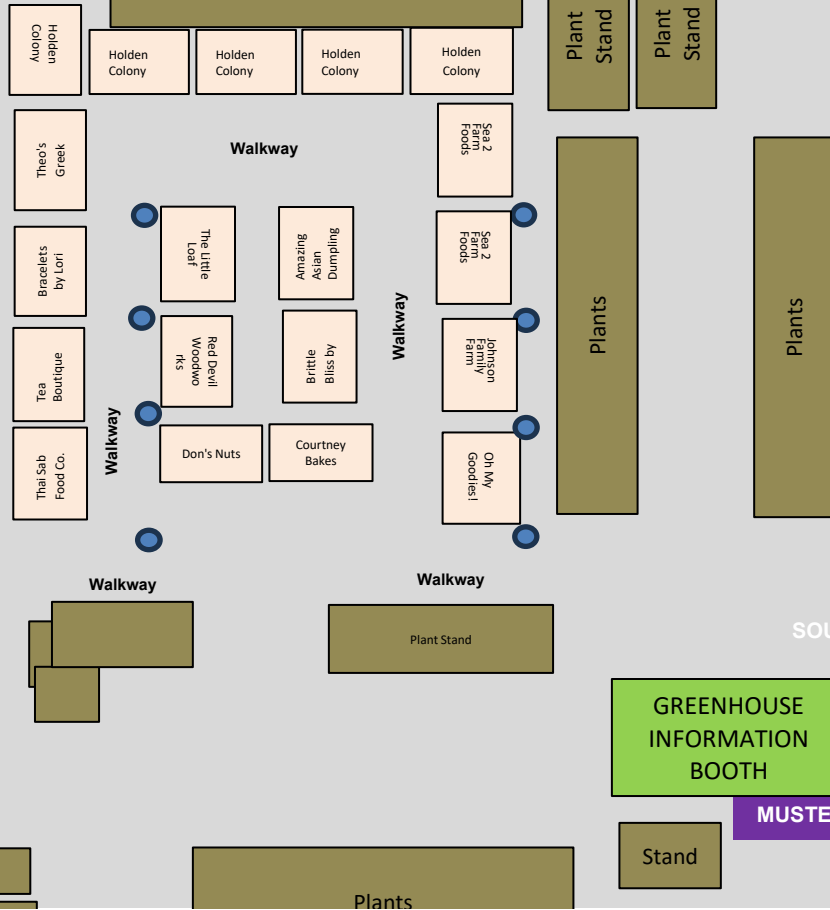 Holden
Colony
Holden
Colony
Holden
Colony
Holden
Colony
Holden
Colony
Plant
Stand
Plant
Stand
Sea 2
Farm
Foods
Walkway
Theo's
Greek
The Little
Loaf
Amazing
Asian
Dumpling
Sea 2
Farm
Foods
Bracelets
by Lori
Walkway
Plants
Plants
Red Devil
Woodwo
rks
Brittle
Bliss by
Johnson
Family
Farm
Tea
Boutique
Walkway
Don's Nuts
Courtney
Bakes
Thai Sab
Food Co.
Oh My
Goodies!
Walkway
Walkway
Plant Stand
SOU
GREENHOUSE
INFORMATION
BOOTH
MUSTE
Stand
Plants